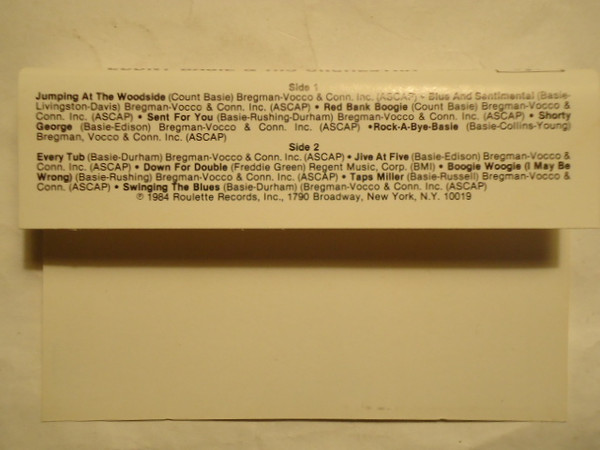 Side 1
Jumping At The Woodside (Count Basie) Bregman-Vocco & Conn. Inc. (ASCAP) • Blus And Sentimental (Basie-
Livingston-Davis) Bregman-Vocco & Conn. Inc. (ASCAP) • Red Bank Boogie (Count Basie) Bregman-Vocco &
Conn. Inc. (ASCAP) • Sent For You (Basie-Rushing-Durham) Bregman-Vocco & Conn. Inc. (ASCAP) • Shorty
George (Basie-Edison) Bregman-Vocco & Conn. Inc. (ASCAP) •Rock-A-Bye-Basie (Basie-Collins-Young)
Bregman, Vocco & Conn. Inc. (ASCAP)
Side 2
Every Tub (Basie-Durham) Bregman-Vocco & Conn. Inc. (ASCAP) • Jive At Five (Basie-Edison) Bregman-Vocco &
Conn. Inc. (ASCAP) • Down For Double (Freddie Green) Regent Music, Corp. (BMI) • Boogie Woogie (I May Be
Wrong) (Basie-Rushing) Bregman-Vocco & Conn. Inc. (ASCAP) • Taps Miller (Basie-Russell) Bregman-Vocco &
Conn. (ASCAP) • Swinging The Blues (Basie-Durham) (Bregman-Vocco & Conn. Inc. (ASCAP)
℗ 1984 Roulette Records, Inc., 1790 Broadway, New York, N.Y. 10019